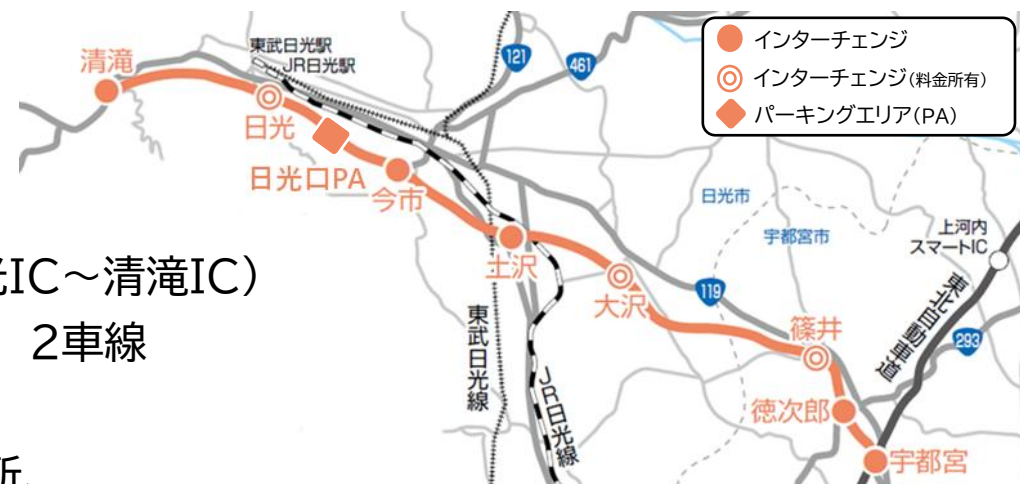 インターチェンジ
インターチェンジ(料金所有)
パーキングエリア(PA)
清滝
東武日光駅
JR日光駅
121
461
日光
日光口PA
今市
日光市
宇都宮市
上河内
スマートIC
土沢
大沢
119
東北自動車道
293
篠井
徳次郎
宇都宮
東武日光線
JR日光線
光IC~清滝IC)
2車線
所